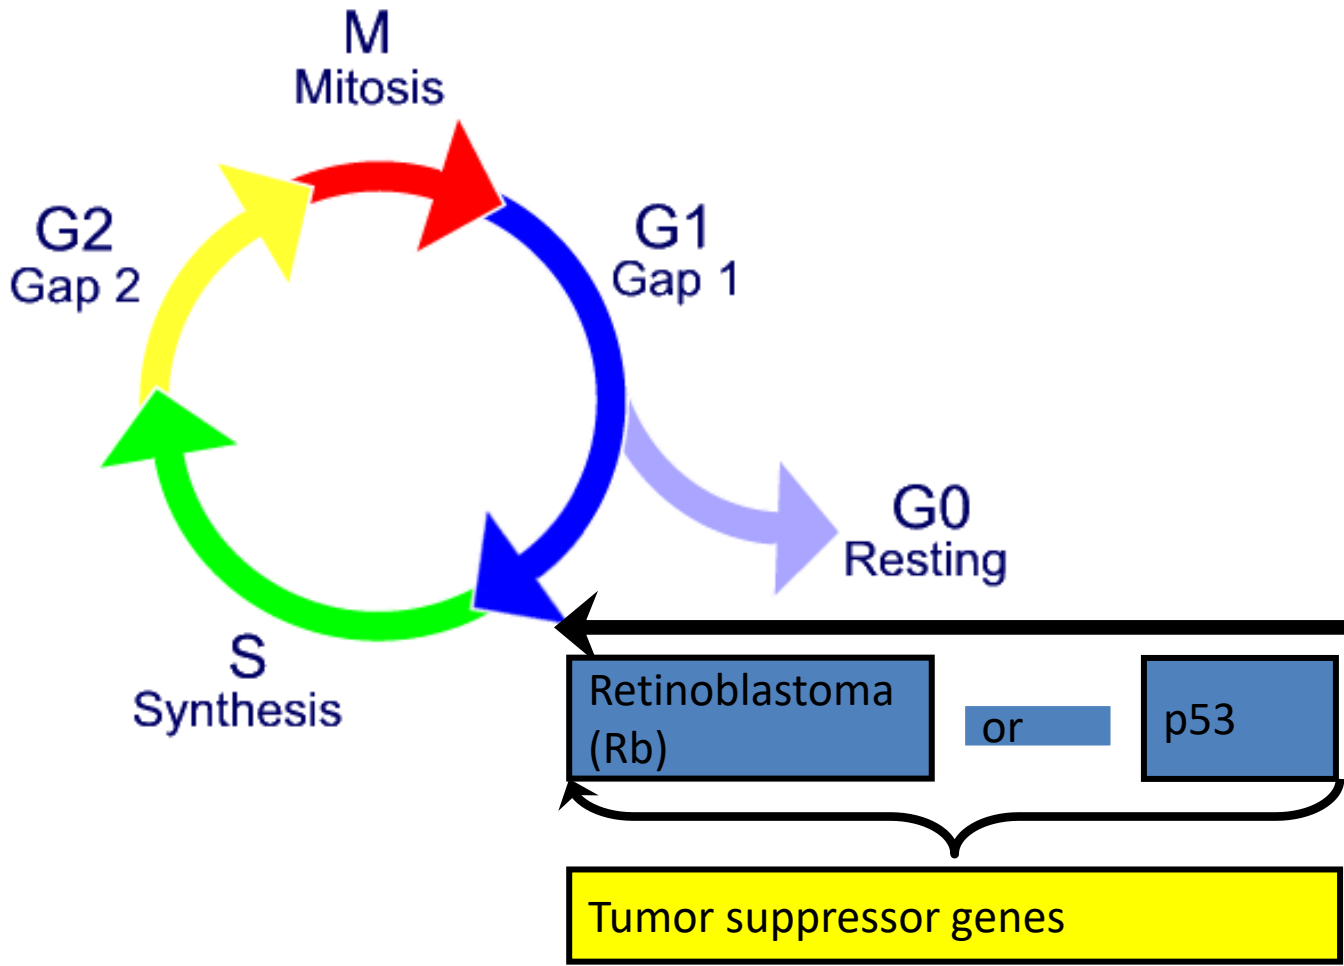 M
Mitosis
G2
Gap 2
G1
Gap 1
G0
Resting
S
Synthesis
Retinoblastoma
(Rb)
or
p53
Tumor suppressor genes